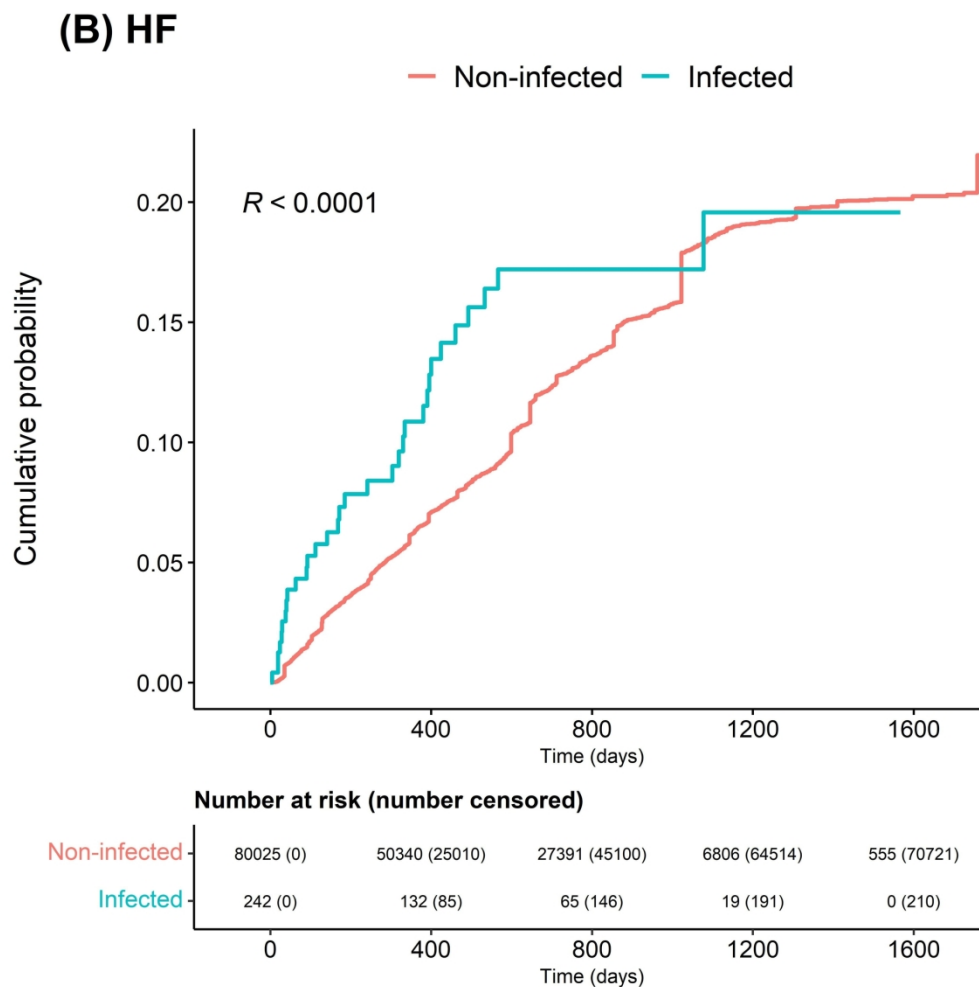 (B) HF
Non-infected Infected
R < 0.0001
Cumulative probability
0.20
0.15
0.10
0.05
0.00
0 400 800 1200 1600
Time (days)
Number at risk (number censored)
Non-infected 80025 (0) 50340 (25010) 27391 (45100) 6806 (64514) 555 (70721)
Infected 242 (0) 132 (85) 65 (146) 19 (191) 0 (210)
0 400 800 1200 1600
Time (days)